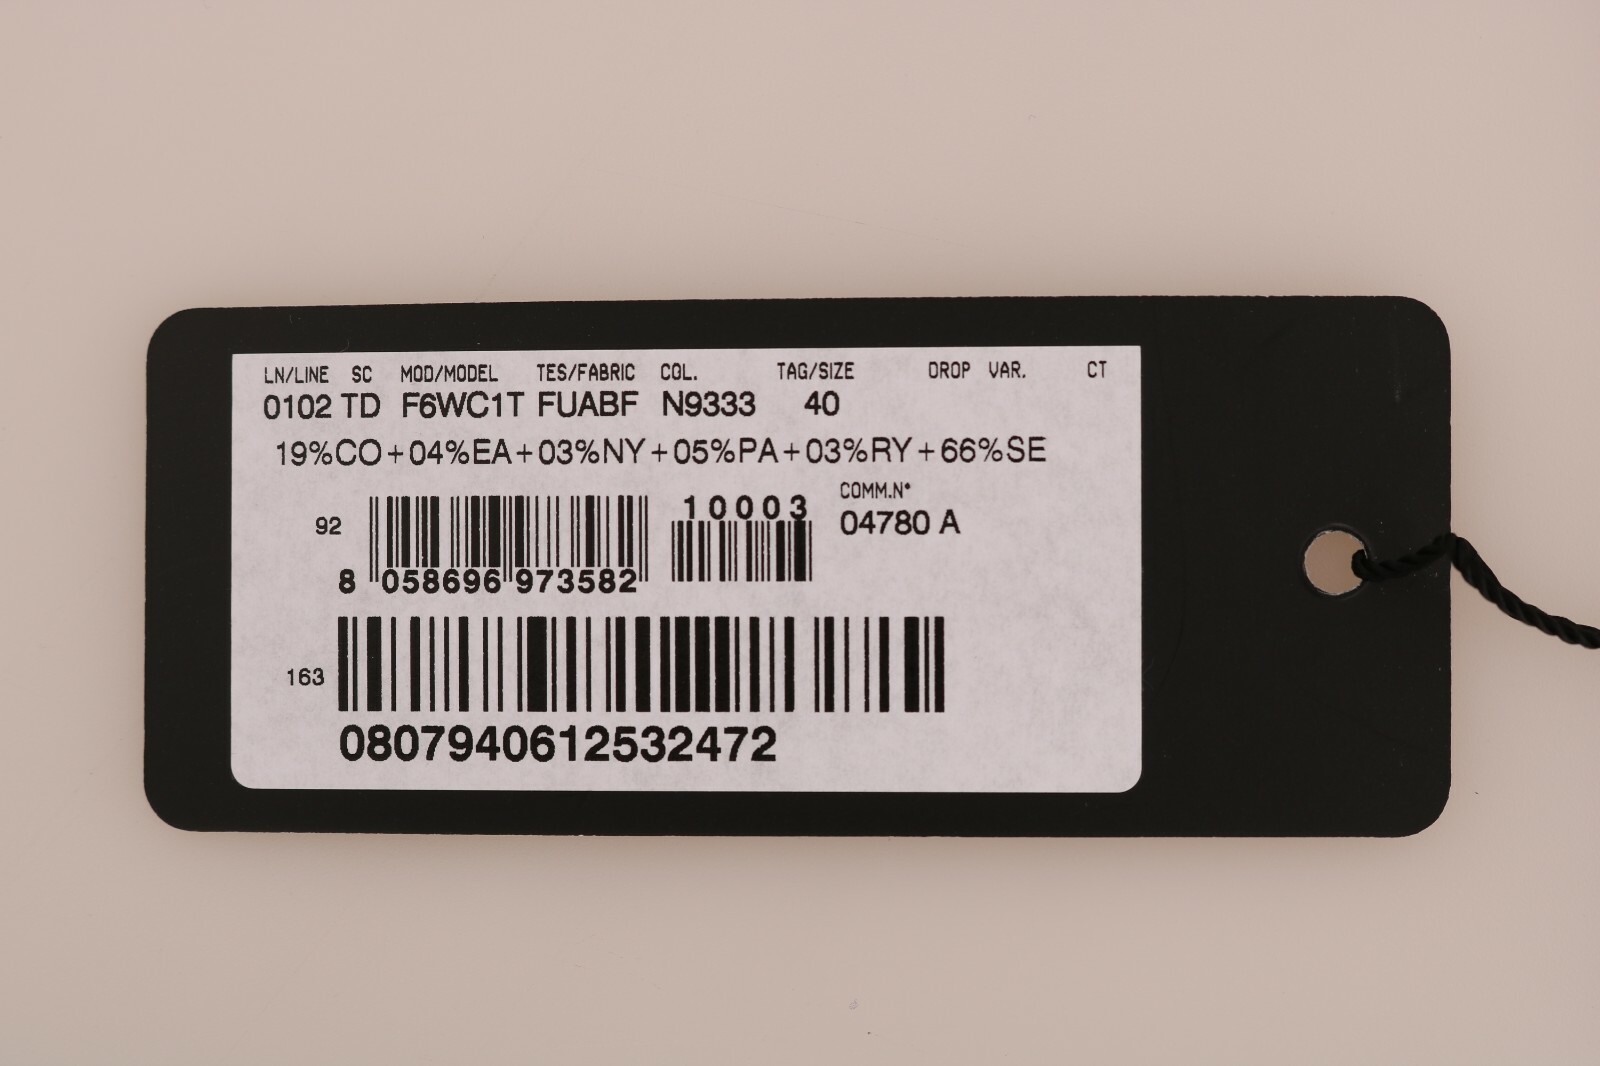 LN/LINE SC MOD/MODEL TES/FABRIC COL. TAG/SIZE DROP VAR. CT
0102 TD F6WC1T FUABF N9333 40
19%CO+04%EA+03%NY+05%PA+03%RY+66%SE
10003 COMM.N°
92 04780 A
8 058696 973582
163
0807940612532472